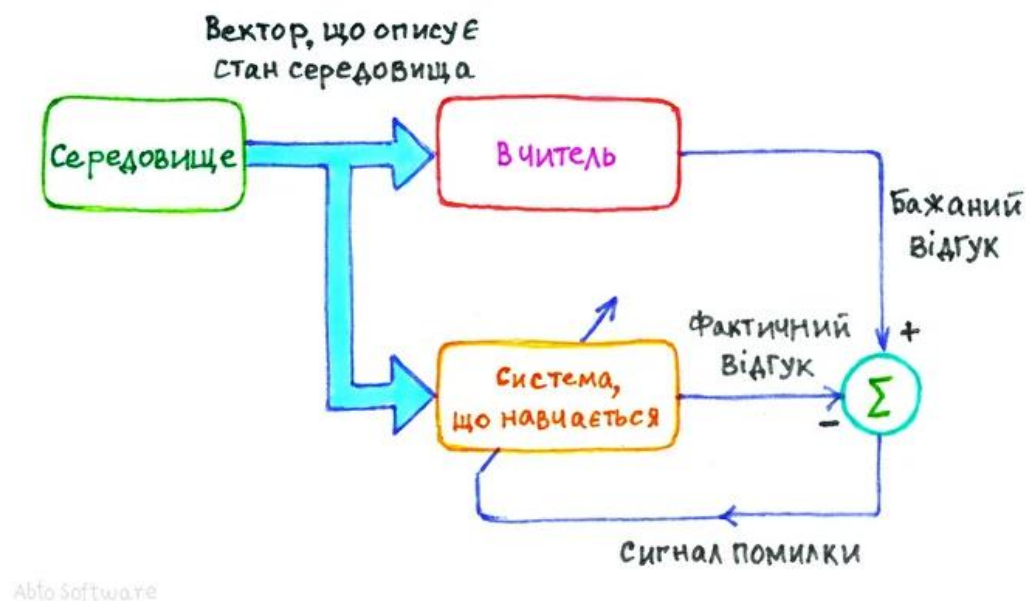 Вектор, що описує
стан середовища
Середовище
Вчитель
Бажаний
відгук
Фактичний
відгук
+
Система,
що навчається
-
Σ
Сигнал помилки
Abto Software